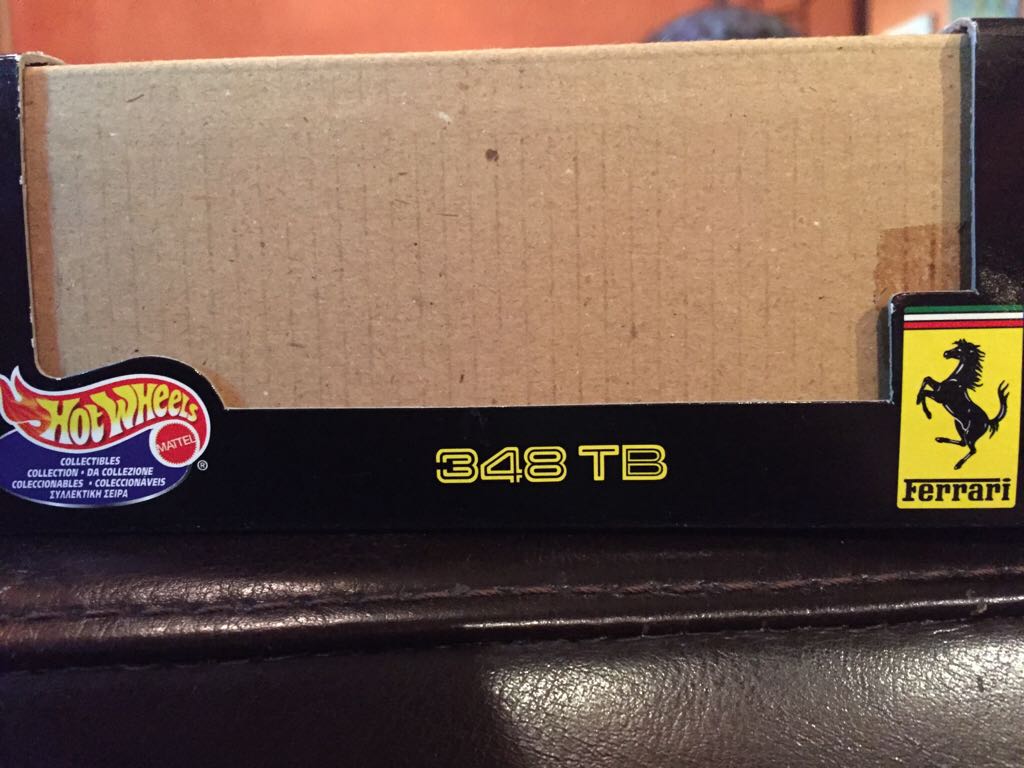 Hot Wheels
MATTEL
®
COLLECTIBLES
COLLECTION • DA COLLEZIONE
COLECCIONABLES • COLECCIONÁVEIS
ΣΥΛΛΕΚΤΙΚΗ ΣΕΙΡΑ
348 TB
Ferrari